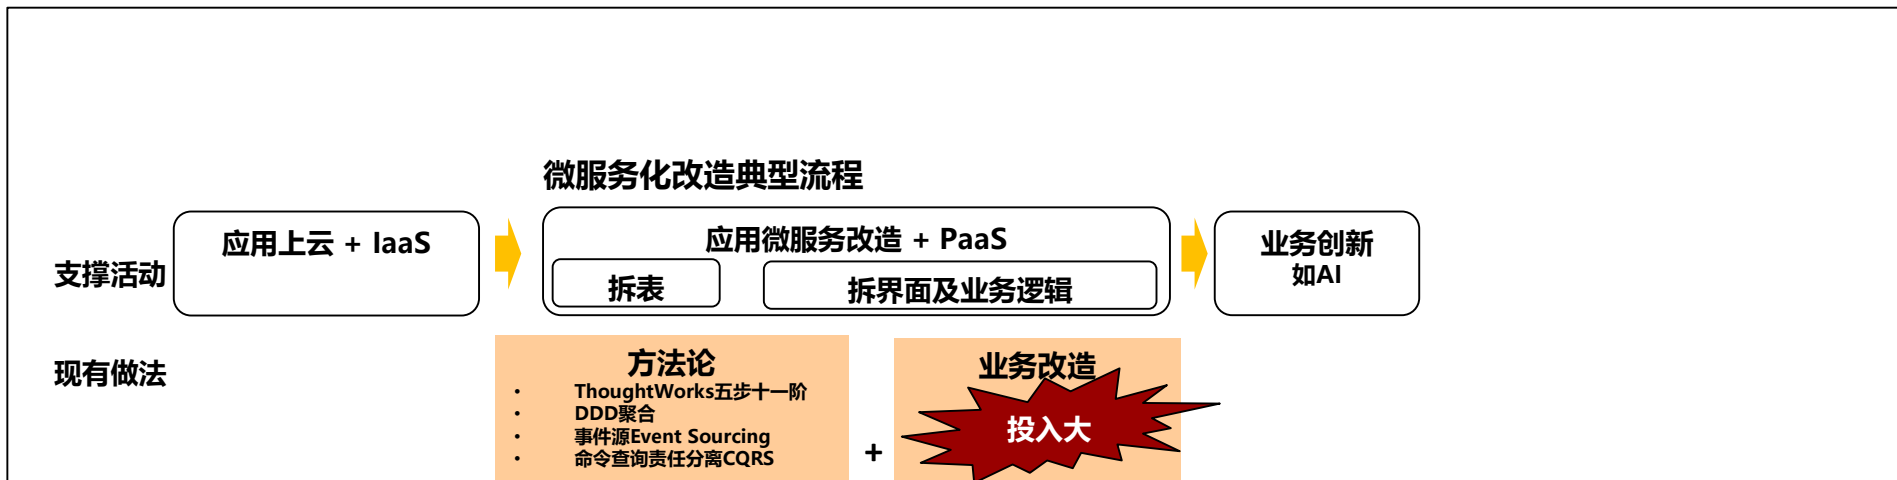 微服务化改造典型流程
支撑活动
应用上云 + IaaS
应用微服务改造 + PaaS
拆表
拆界面及业务逻辑
业务创新
如AI
现有做法
方法论
• ThoughtWorks五步十一阶
• DDD聚合
• 事件源Event Sourcing
• 命令查询责任分离CQRS
+
业务改造
投入大